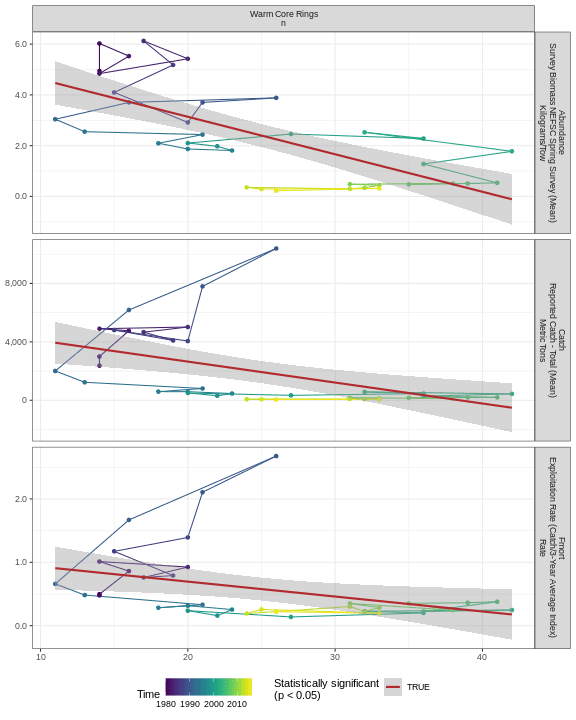 Warm Core Rings
n
6.0
4.0
2.0
0.0
Abundance
Survey Biomass NEFSC Spring Survey (Mean)
Kilograms/Tow
8,000
4,000
0
Catch
Reported Catch - Total (Mean)
Metric Tons
2.0
1.0
0.0
Fmort
Exploitation Rate (Catch/3-Year Average Index)
Rate
10
20
30
40
Time
1980 1990 2000 2010
Statistically significant
(p < 0.05)
TRUE